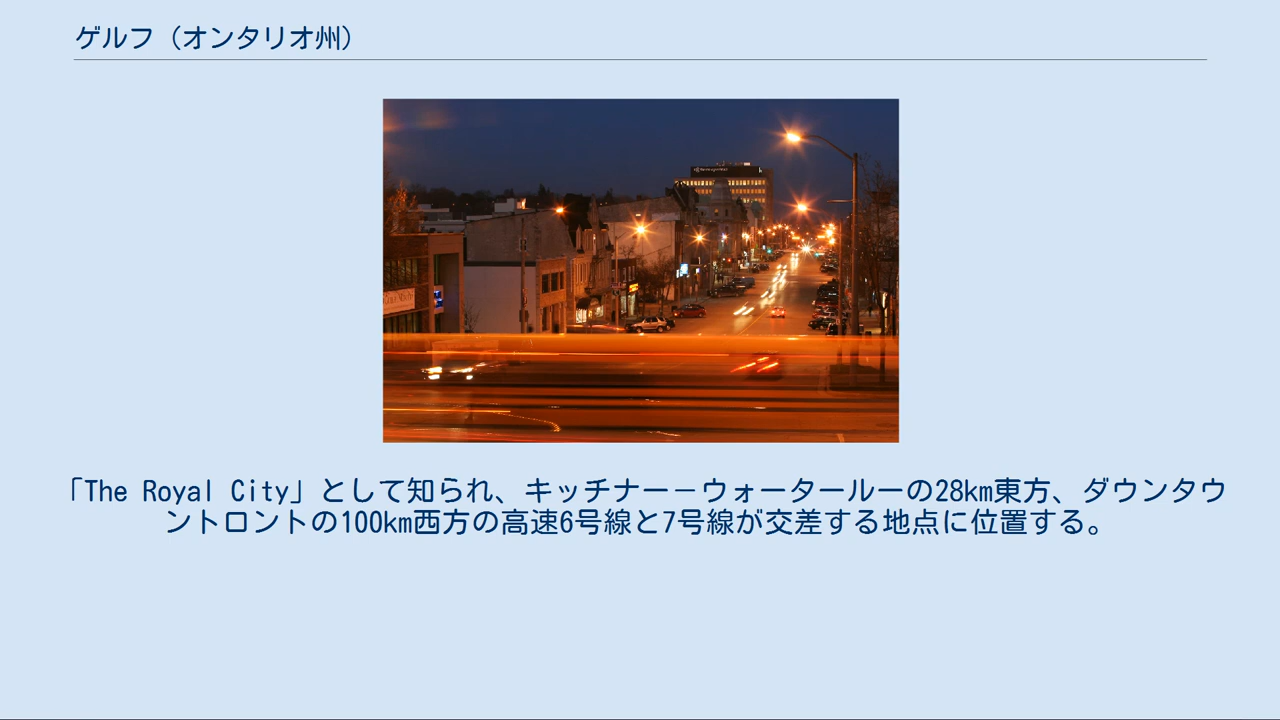 ゲルフ（オンタリオ州）
「The Royal City」として知られ、キッチナー－ウォータールーの28km東方、ダウンタウ
ントロントの100km西方の高速6号線と7号線が交差する地点に位置する。